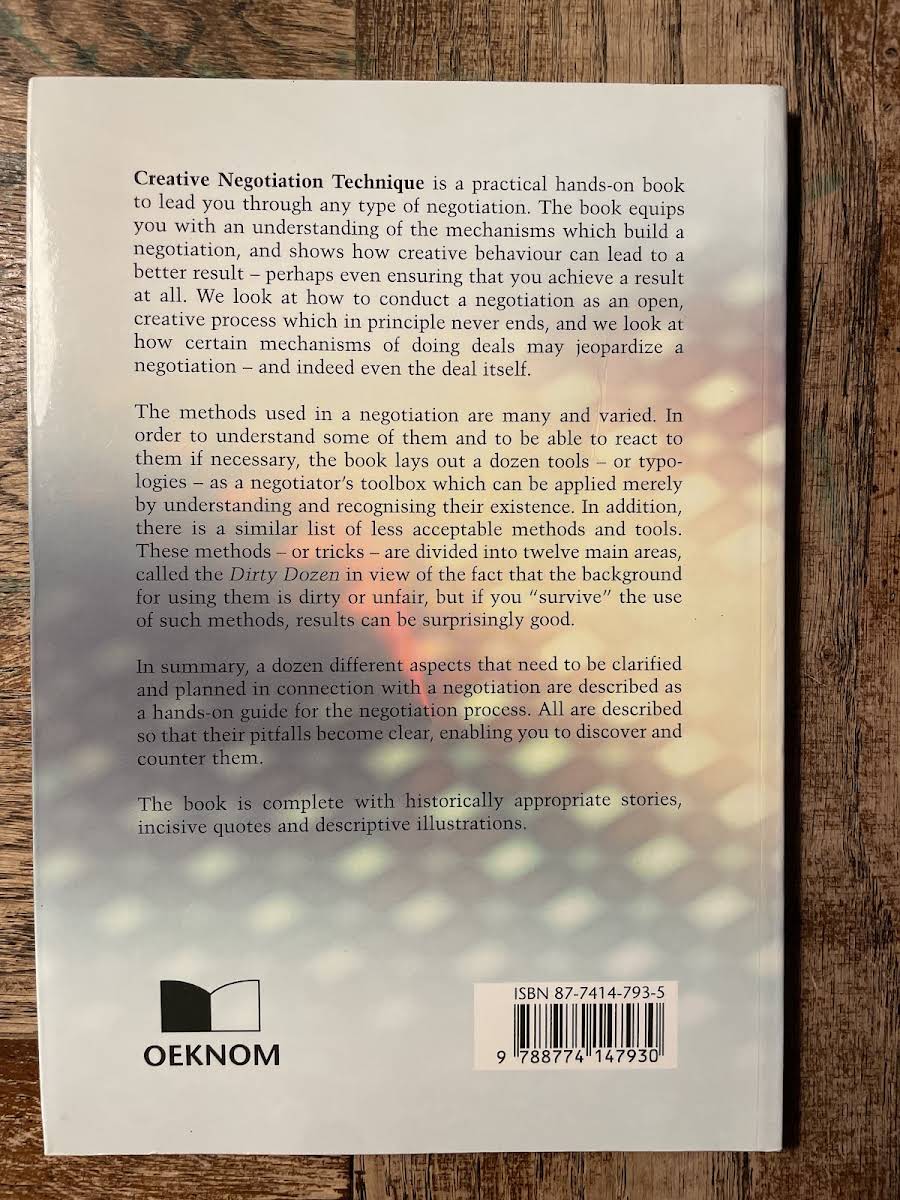 Creative Negotiation Technique is a practical hands-on book
to lead you through any type of negotiation. The book equips
you with an understanding of the mechanisms which build a
negotiation, and shows how creative behaviour can lead to a
better result – perhaps even ensuring that you achieve a result
at all. We look at how to conduct a negotiation as an open,
creative process which in principle never ends, and we look at
how certain mechanisms of doing deals may jeopardize a
negotiation – and indeed even the deal itself.
The methods used in a negotiation are many and varied. In
order to understand some of them and to be able to react to
them if necessary, the book lays out a dozen tools – or typo-
logies – as a negotiator's toolbox which can be applied merely
by understanding and recognising their existence. In addition,
there is a similar list of less acceptable methods and tools.
These methods – or tricks – are divided into twelve main areas,
called the Dirty Dozen in view of the fact that the background
for using them is dirty or unfair, but if you "survive" the use
of such methods, results can be surprisingly good.
In summary, a dozen different aspects that need to be clarified
and planned in connection with a negotiation are described as
a hands-on guide for the negotiation process. All are described
so that their pitfalls become clear, enabling you to discover and
counter them.
The book is complete with historically appropriate stories,
incisive quotes and descriptive illustrations.
OEKNOM
ISBN 87-7414-793-5
9 788774 147930